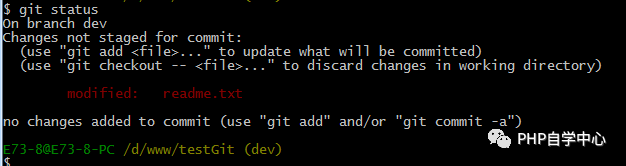 $ git status
On branch dev
Changes not staged for commit:
  (use "git add <file>..." to update what will be committed)
  (use "git checkout -- <file>..." to discard changes in working directory)

        modified:   readme.txt

no changes added to commit (use "git add" and/or "git commit -a")
PHP自学中心
E73-8@E73-8-PC /d/www/testGit (dev)
$